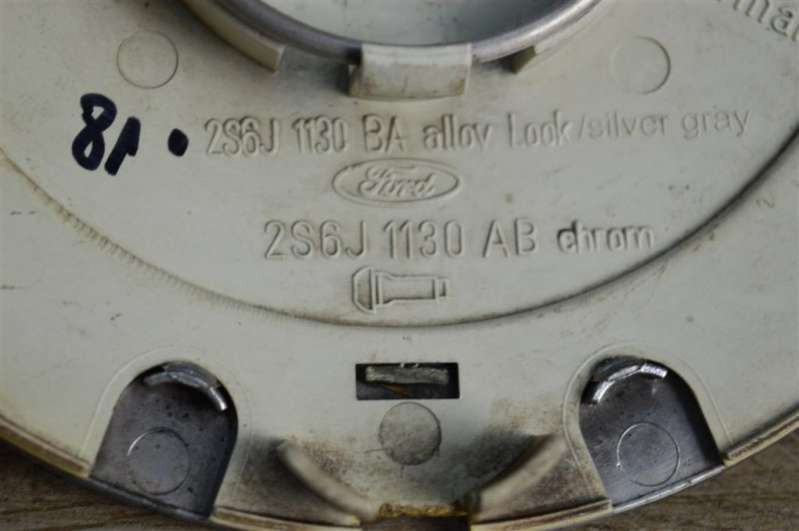 81. 2S6J 1130 BA alloy Look/silver gray
Ford
2S6J 1130 AB chrom